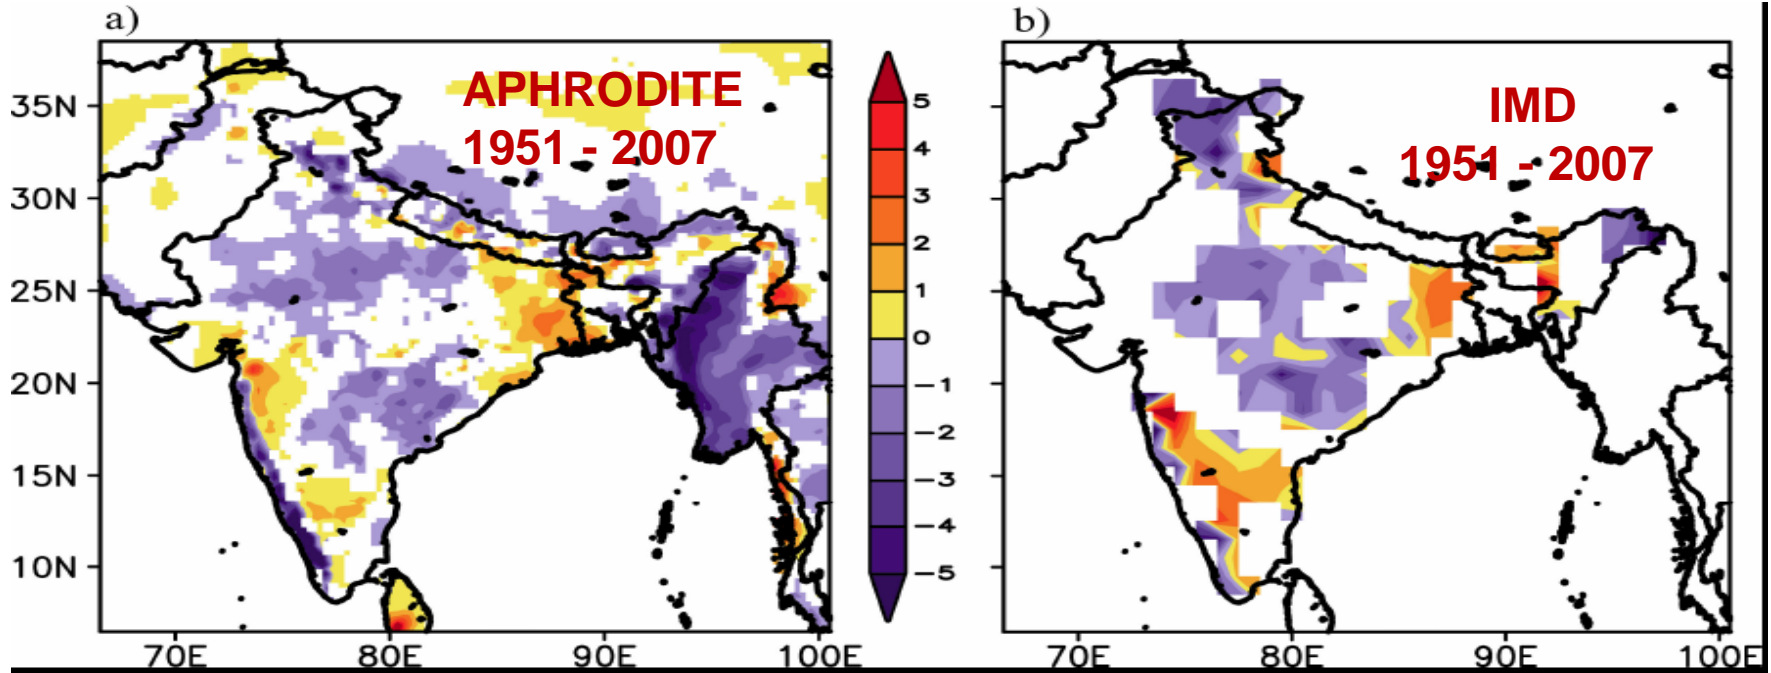 a)
APHRODITE
1951 - 2007
35N
30N
25N
20N
15N
10N
70E
80E
90E
100E
5
4
3
2
1
0
−1
−2
−3
−4
−5
b)
IMD
1951 - 2007
70E
80E
90E
100E